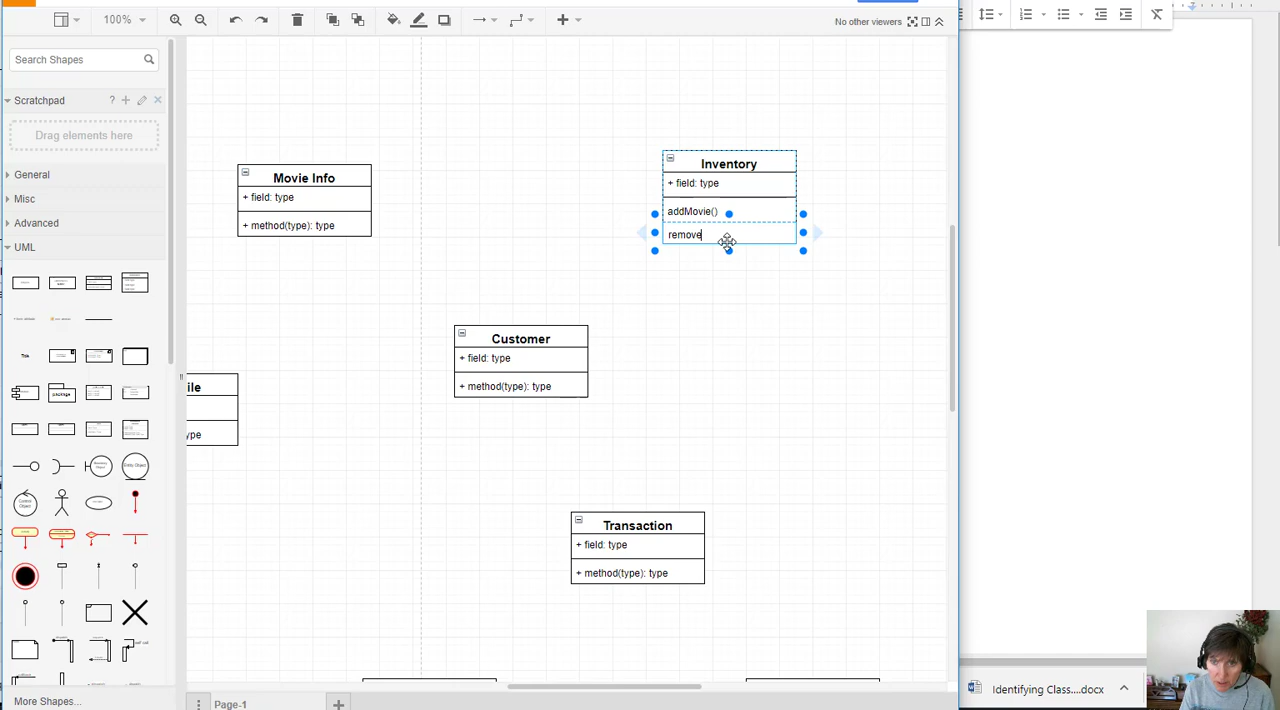 100%
No other viewers
Search Shapes
Scratchpad
?
Drag elements here
General
Misc
Advanced
UML
Title
package
More Shapes...
Movie Info
+ field: type
+ method(type): type
Inventory
+ field: type
addMovie()
remove
Customer
+ field: type
+ method(type): type
ile
ype
Transaction
+ field: type
+ method(type): type
Page-1
Identifying Class....docx